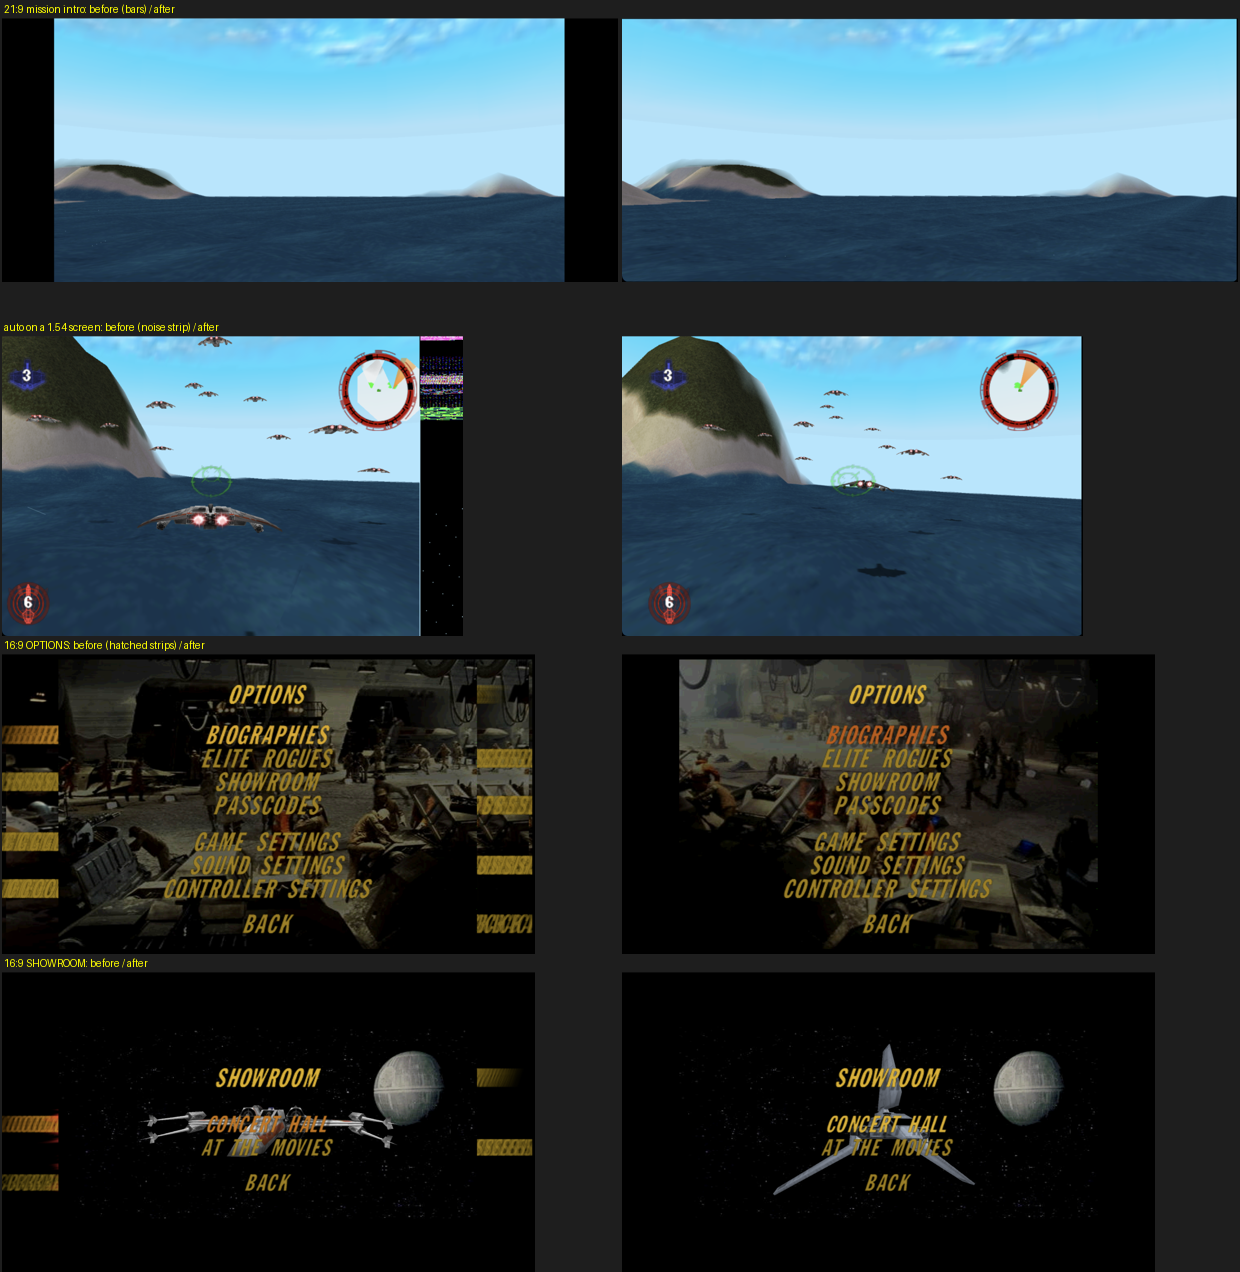 21:9 mission intro: before (bars) / after
auto on a 1.54 screen: before (noise strip) / after
3
6
3
6
16:9 OPTIONS: before (hatched strips) / after
OPTIONS
BIOGRAPHIES
ELITE ROGUES
SHOWROOM
PASSCODES
GAME SETTINGS
SOUND SETTINGS
CONTROLLER SETTINGS
BACK
OPTIONS
BIOGRAPHIES
ELITE ROGUES
SHOWROOM
PASSCODES
GAME SETTINGS
SOUND SETTINGS
CONTROLLER SETTINGS
BACK
16:9 SHOWROOM: before / after
SHOWROOM
CONCERT HALL
AT THE MOVIES
BACK
SHOWROOM
CONCERT HALL
AT THE MOVIES
BACK